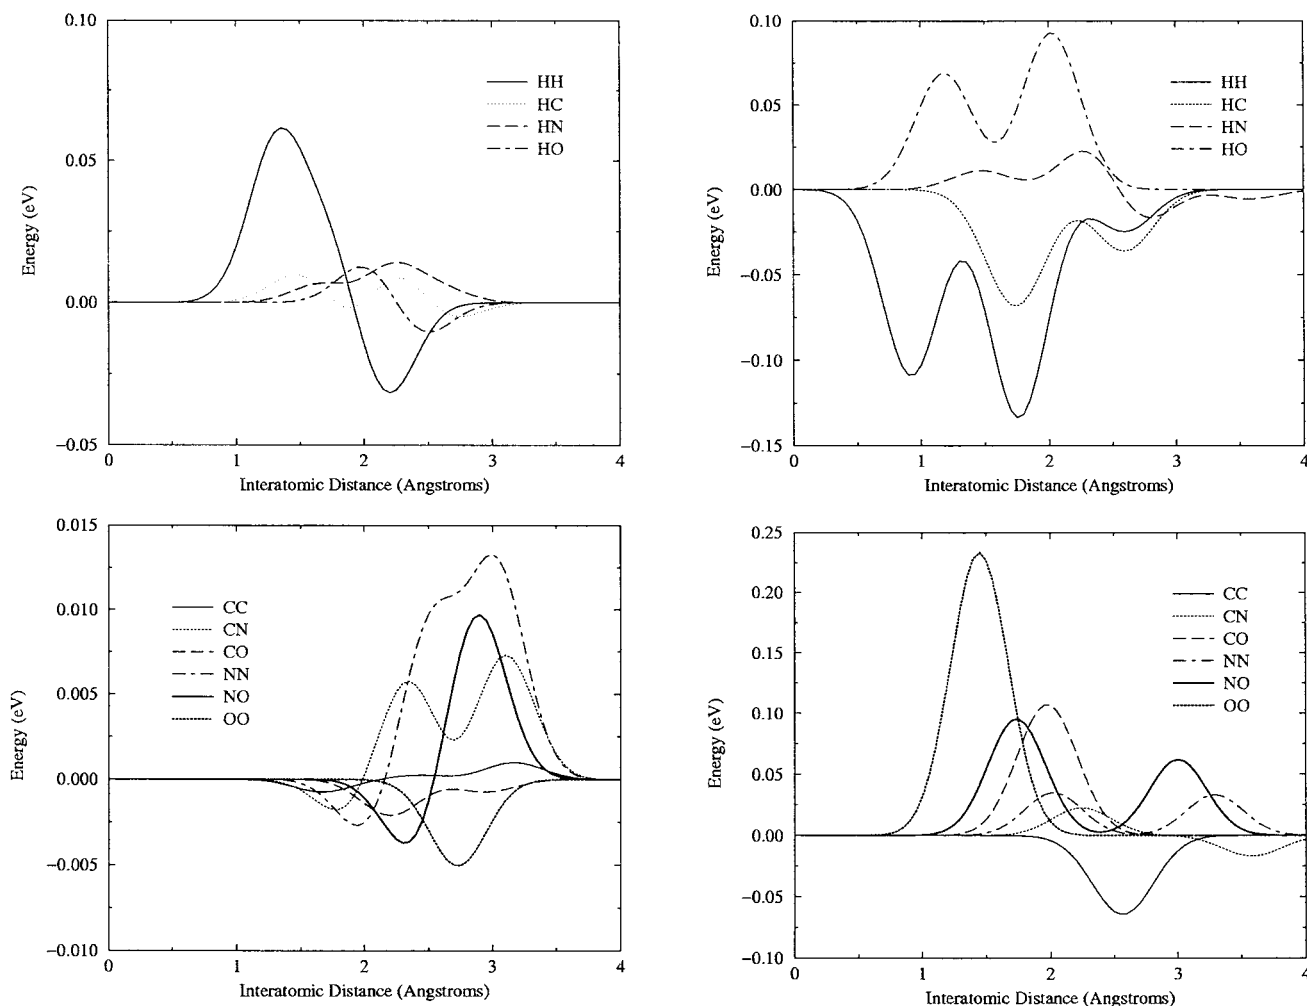 0.10
0.05
0.00
−0.05
Energy (eV)
HH
HC
HN
HO
0
1
2
3
4
Interatomic Distance (Angstroms)
0.10
0.05
0.00
−0.05
−0.10
−0.15
Energy (eV)
HH
HC
HN
HO
0
1
2
3
4
Interatomic Distance (Angstroms)
0.015
0.010
0.005
0.000
−0.005
−0.010
Energy (eV)
CC
CN
CO
NN
NO
OO
0
1
2
3
4
Interatomic Distance (Angstroms)
0.25
0.20
0.15
0.10
0.05
0.00
−0.05
−0.10
Energy (eV)
CC
CN
CO
NN
NO
OO
0
1
2
3
4
Interatomic Distance (Angstroms)